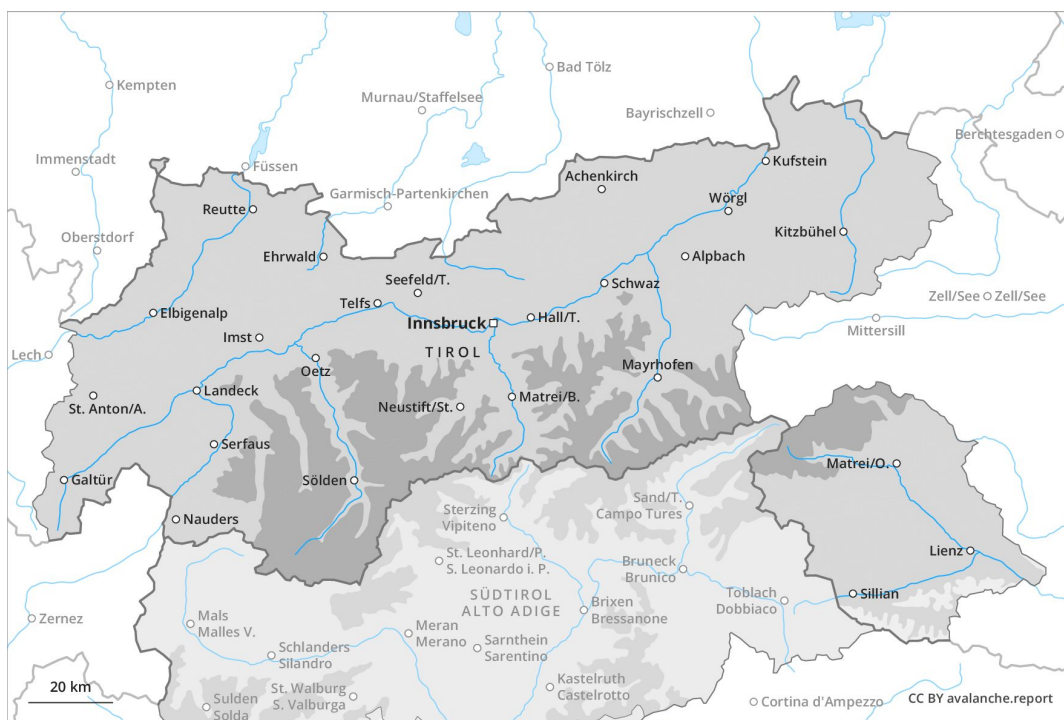 Kempten
Bad Tölz
Murnau/Staffelsee
Bayrischzell
Berchtesgaden
Immenstadt
Füssen
Kufstein
Garmisch-Partenkirchen
Achenkirch
Reutte
Wörgl
Oberstdorf
Kitzbühel
Ehrwald
Alpbach
Seefeld/T.
Schwaz
Telfs
Zell/See
Zell/See
Elbigenalp
Innsbruck
Hall/T.
Mittersill
Imst
TIROL
Lech
Oetz
Mayrhofen
Landeck
St. Anton/A.
Neustift/St.
Matrei/B.
Serfaus
Matrei/O.
Galtür
Sölden
Sand/T.
Campo Tures
Sterzing
Vipiteno
Nauders
Lienz
St. Leonhard/P.
S. Leonardo i. P.
Bruneck
Brunico
SÜDTIROL
ALTO ADIGE
Sillian
Toblach
Dobbiaco
Brixen
Bressanone
Mals
Malles V.
Zernez
Meran
Merano
Sarnthein
Sarentino
Schlanders
Silandro
20 km
St. Walburg
S. Valburga
Kastelruth
Castelrotto
Sulden
Solda
Cortina d'Ampezzo
CC BY avalanche.report